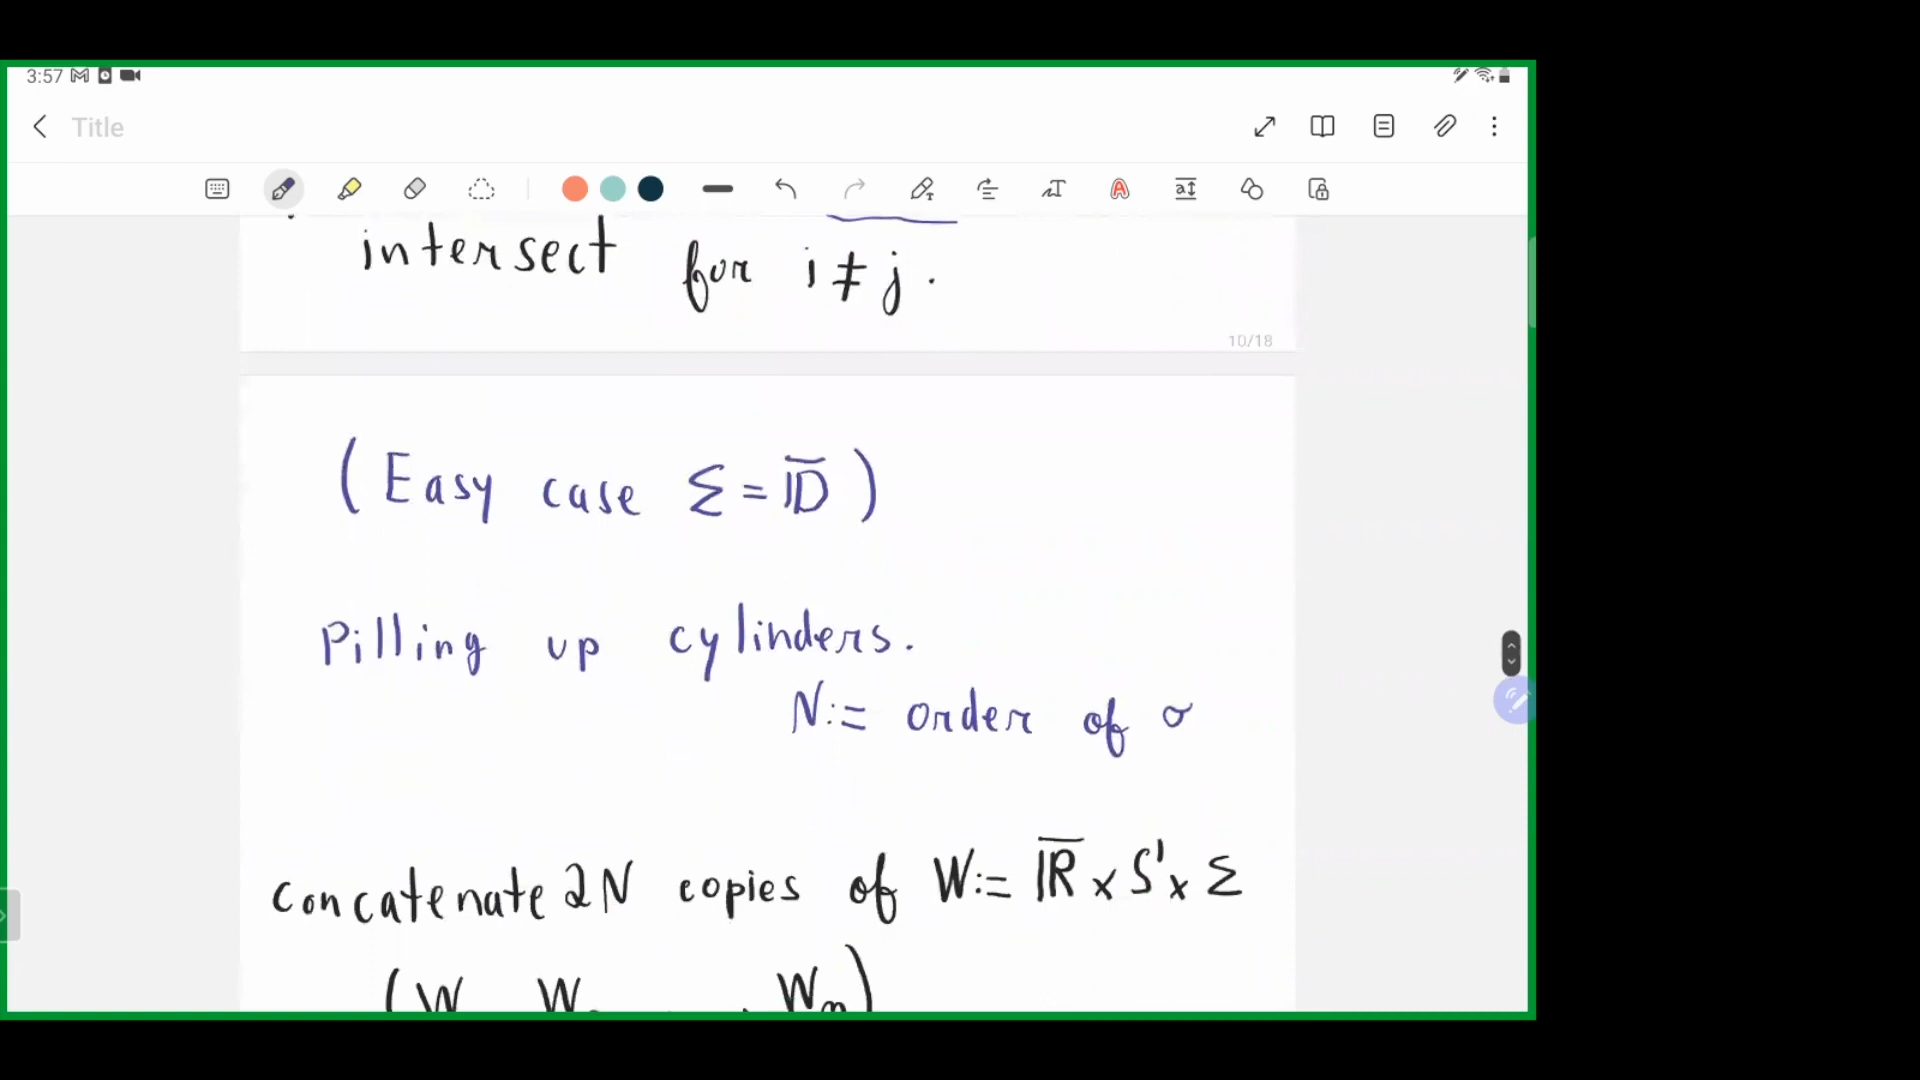 3:57
Title
intersect for i ≠ j.
10/18
( Easy case Σ = 𝔻̅ )
Pilling up cylinders.
N := order of σ
Concatenate 2N copies of W := ℝ̅ × S¹ × Σ
(W W W